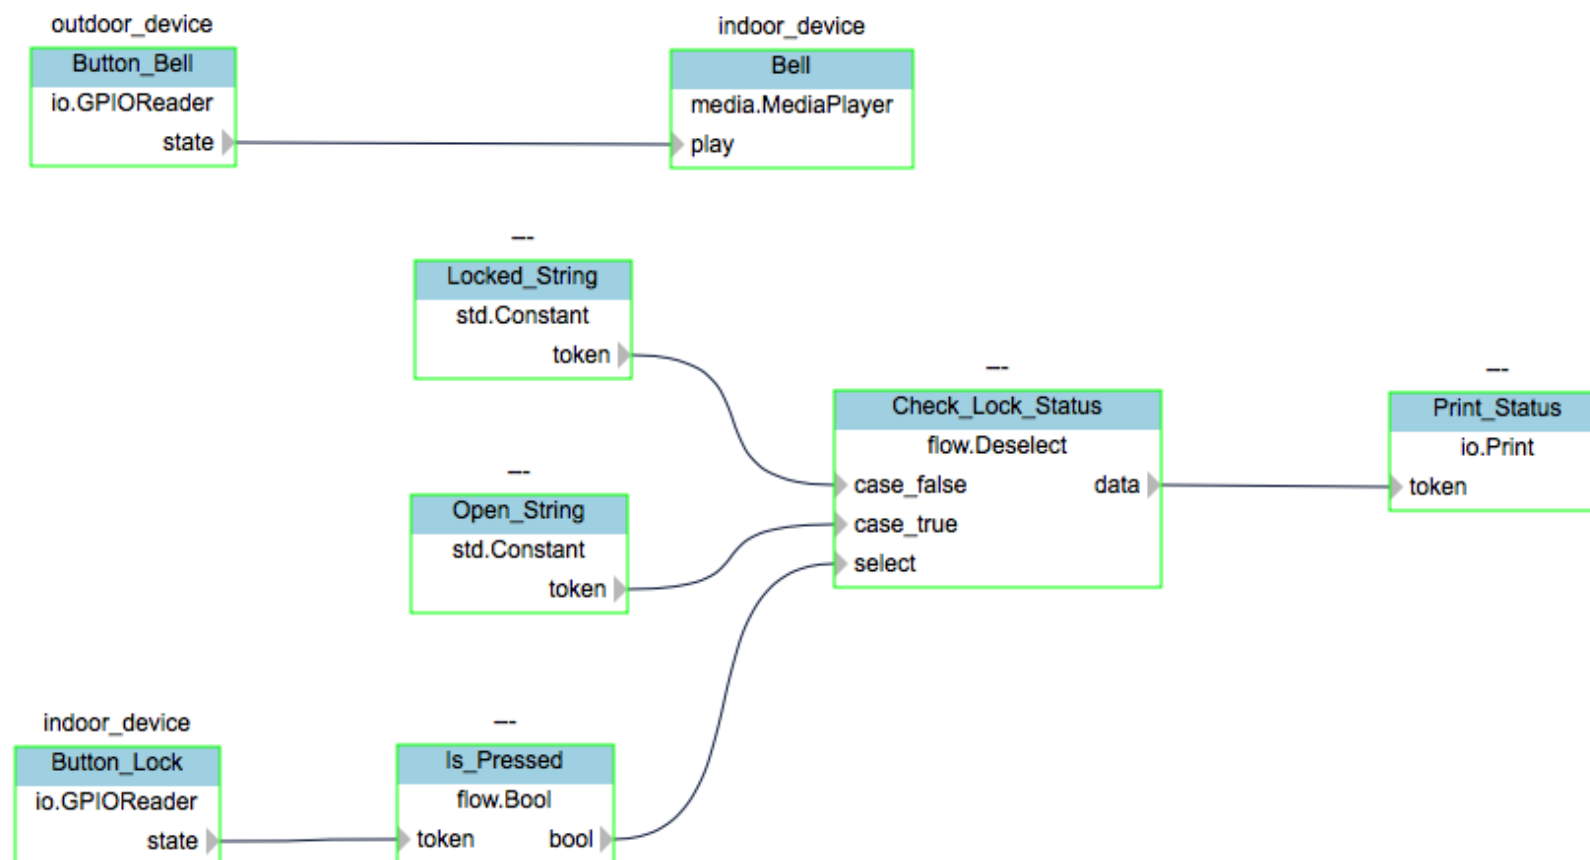 outdoor_device
Button_Bell
io.GPIOReader
state
indoor_device
Bell
media.MediaPlayer
play
---
Locked_String
std.Constant
token
---
Open_String
std.Constant
token
---
Check_Lock_Status
flow.Deselect
case_false data
case_true
select
---
Print_Status
io.Print
token
indoor_device
Button_Lock
io.GPIOReader
state
---
Is_Pressed
flow.Bool
token bool